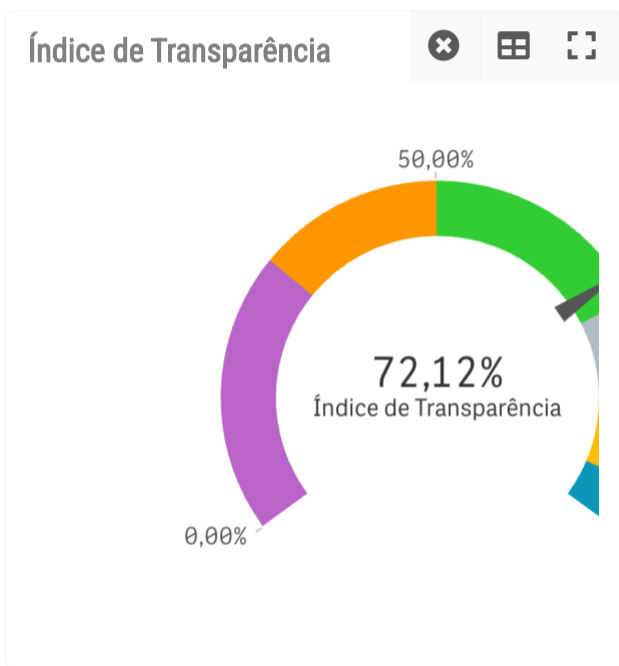 Índice de Transparência
50,00%
72,12%
Índice de Transparência
0,00%